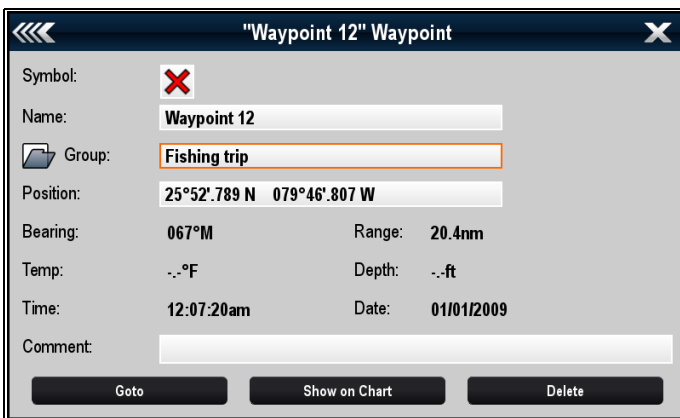 "Waypoint 12" Waypoint
Symbol:
Name: Waypoint 12
Group: Fishing trip
Position: 25°52'.789 N 079°46'.807 W
Bearing: 067°M Range: 20.4nm
Temp: -.-°F Depth: -.-ft
Time: 12:07:20am Date: 01/01/2009
Comment:
Goto Show on Chart Delete